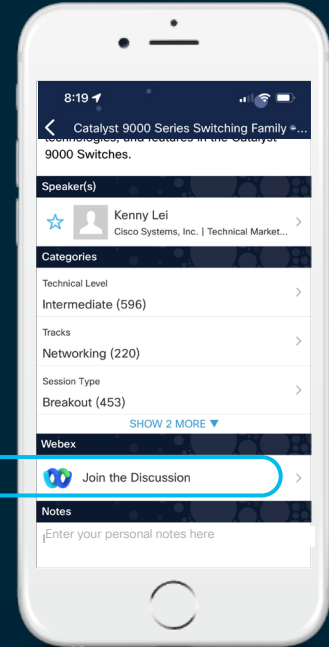 8:19
Catalyst 9000 Series Switching Family -...
technologies, and features in the Catalyst
9000 Switches.
Speaker(s)
Kenny Lei
Cisco Systems, Inc. | Technical Market...
Categories
Technical Level
Intermediate (596)
Tracks
Networking (220)
Session Type
Breakout (453)
SHOW 2 MORE ▼
Webex
Join the Discussion
Notes
Enter your personal notes here